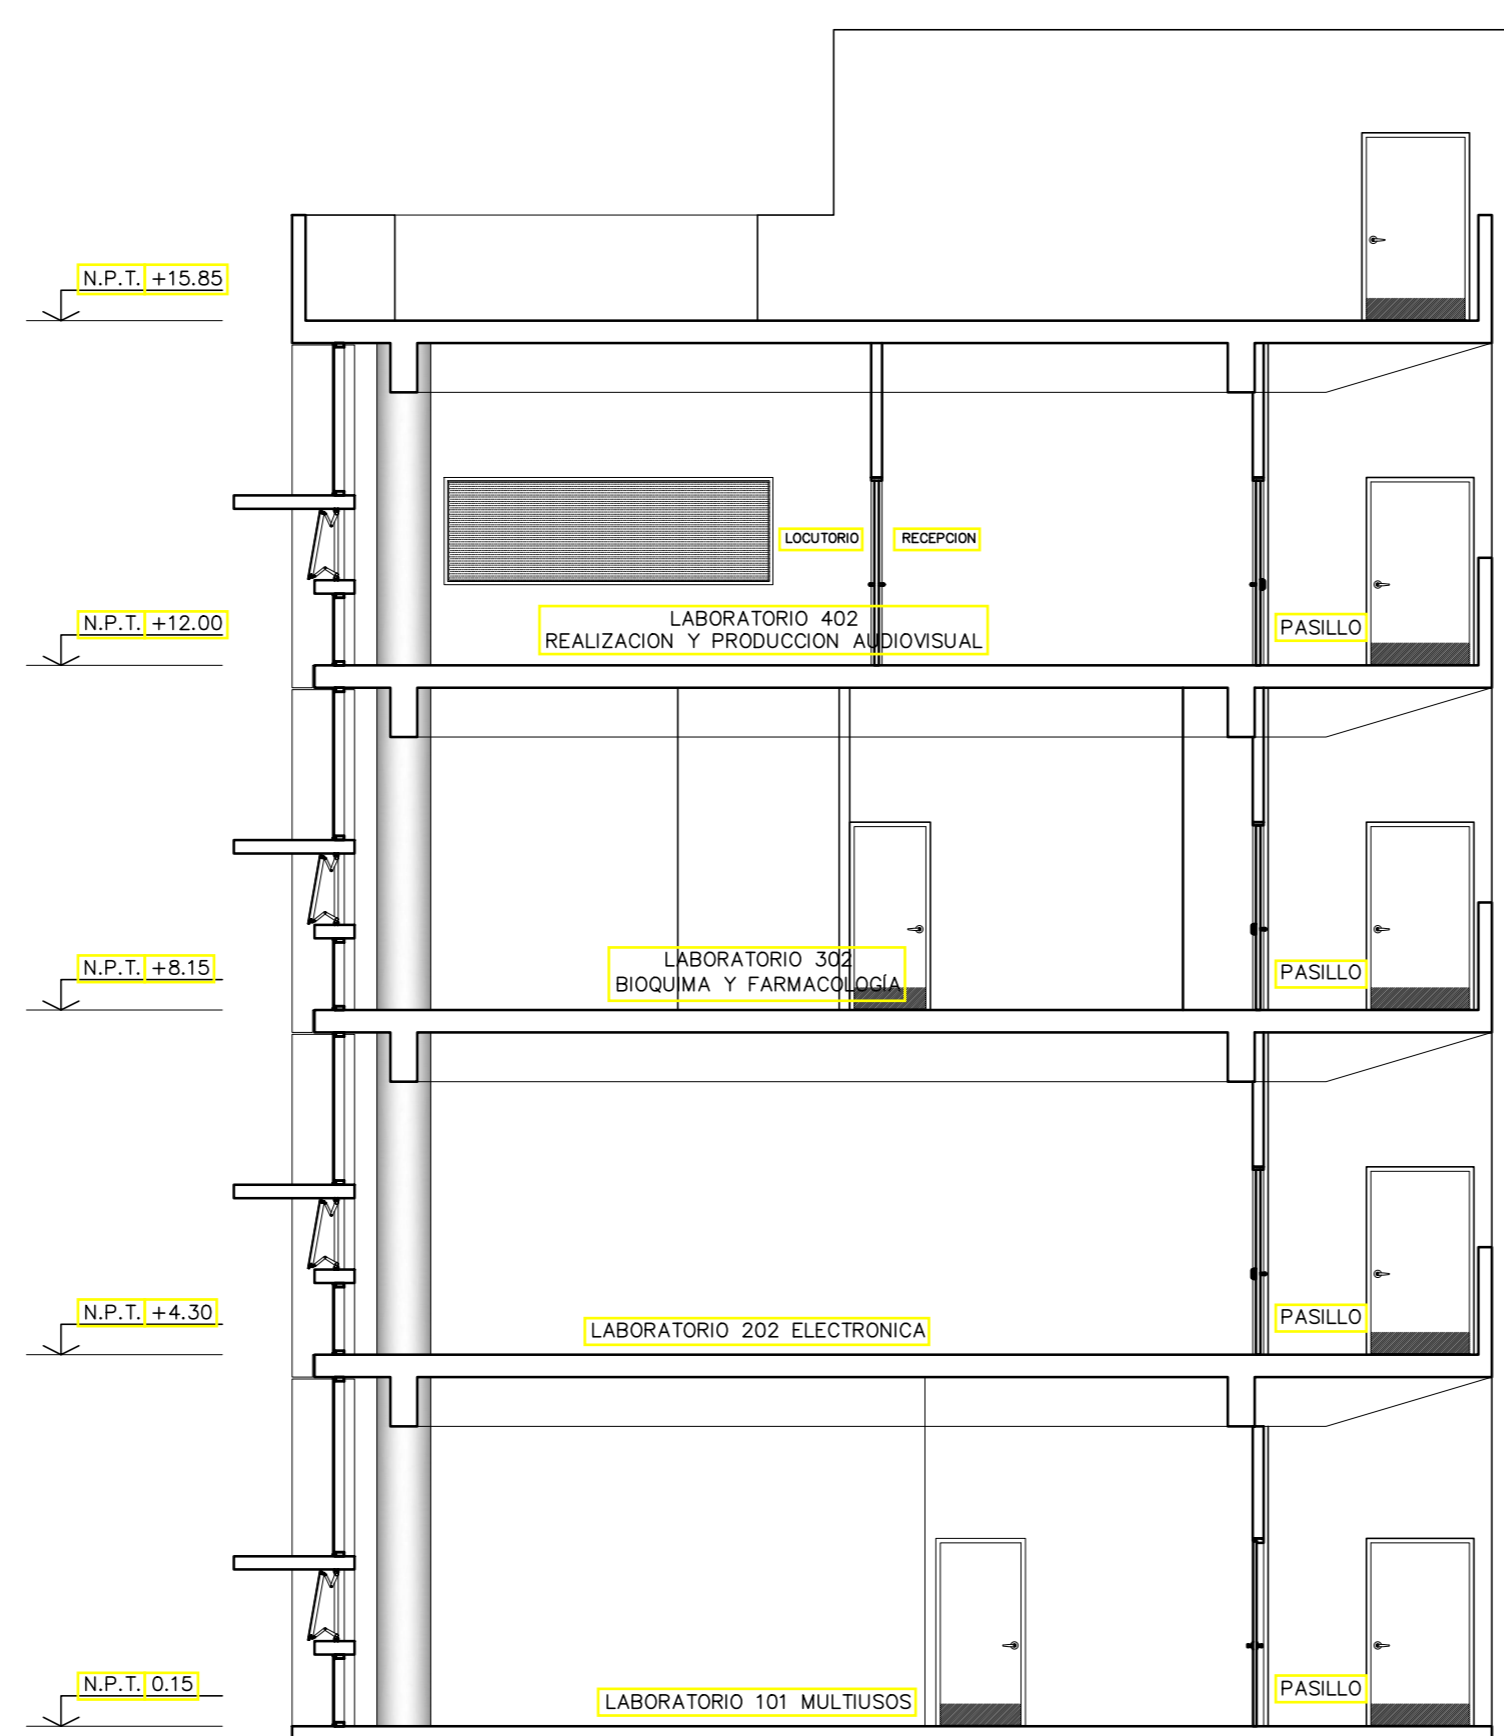 N.P.T. +15.85
LOCUTORIO
RECEPCION
N.P.T. +12.00
LABORATORIO 402
REALIZACION Y PRODUCCION AUDIOVISUAL
PASILLO
N.P.T. +8.15
LABORATORIO 302
BIOQUIMA Y FARMACOLOGÍA
PASILLO
N.P.T. +4.30
LABORATORIO 202 ELECTRONICA
PASILLO
N.P.T. 0.15
LABORATORIO 101 MULTIUSOS
PASILLO